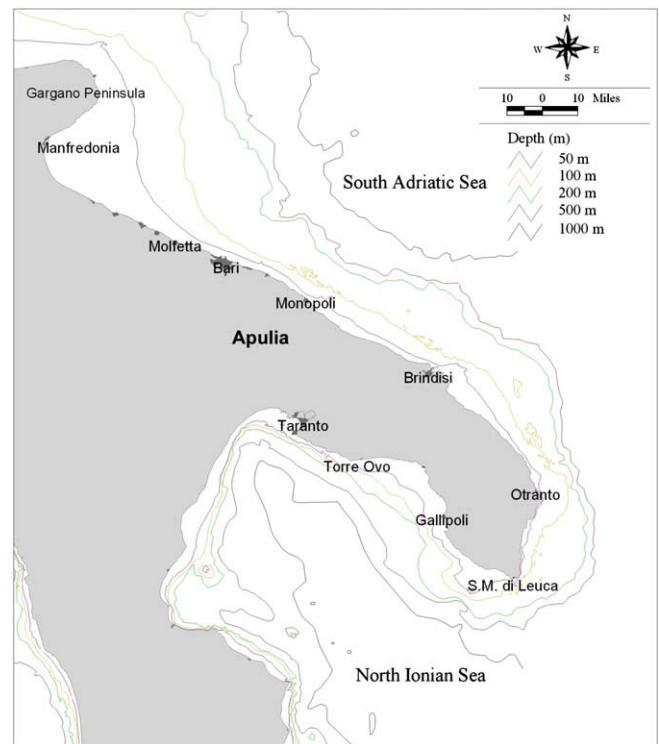 N
W E
S
10 0 10 Miles
Depth (m)
50 m
100 m
200 m
500 m
1000 m
Gargano Peninsula
Manfredonia
South Adriatic Sea
Molfetta
Bari
Monopoli
Apulia
Brindisi
Taranto
Torre Ovo
Otranto
Gallipoli
S.M. di Leuca
North Ionian Sea